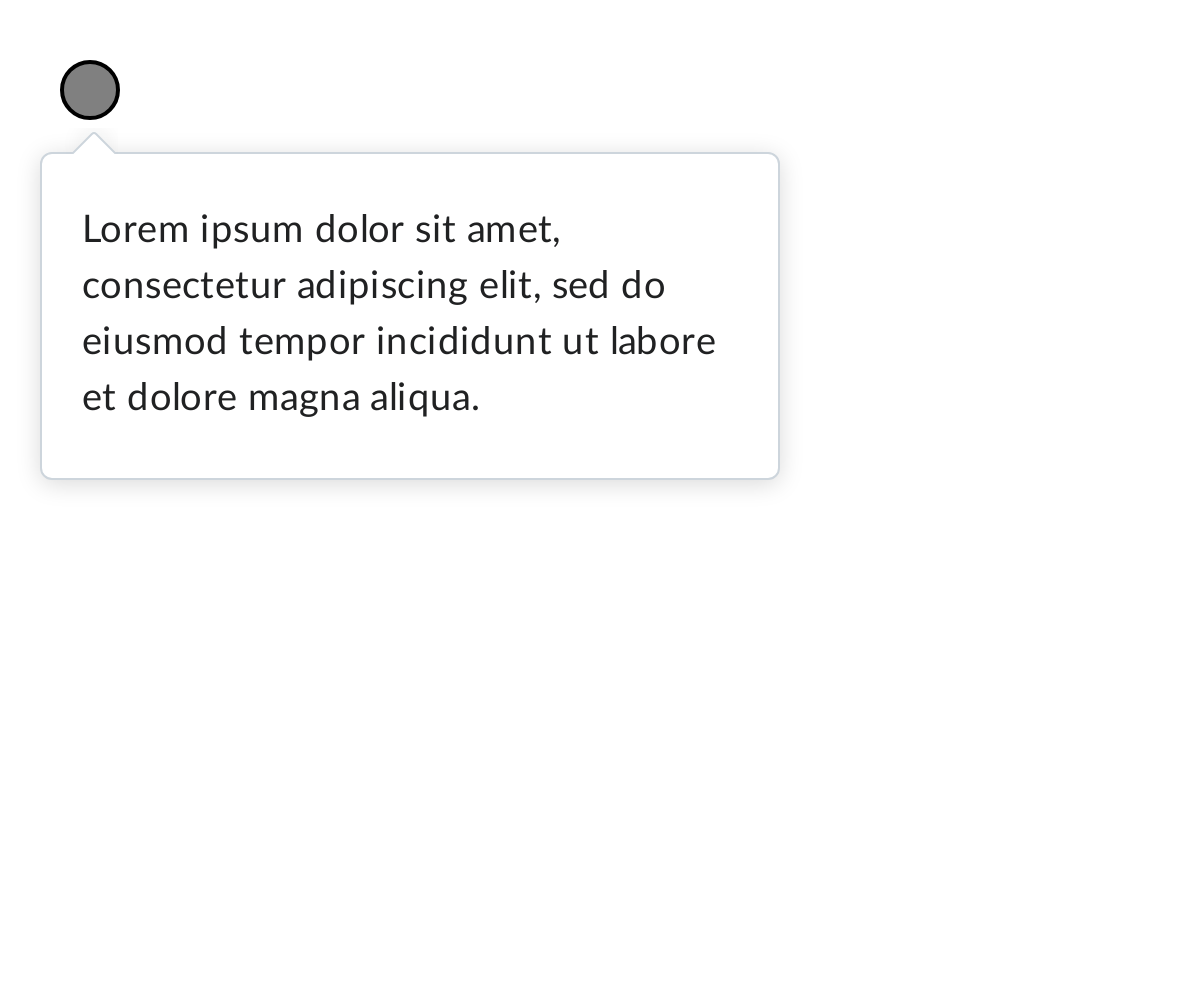 Lorem ipsum dolor sit amet,
consectetur adipiscing elit, sed do
eiusmod tempor incididunt ut labore
et dolore magna aliqua.